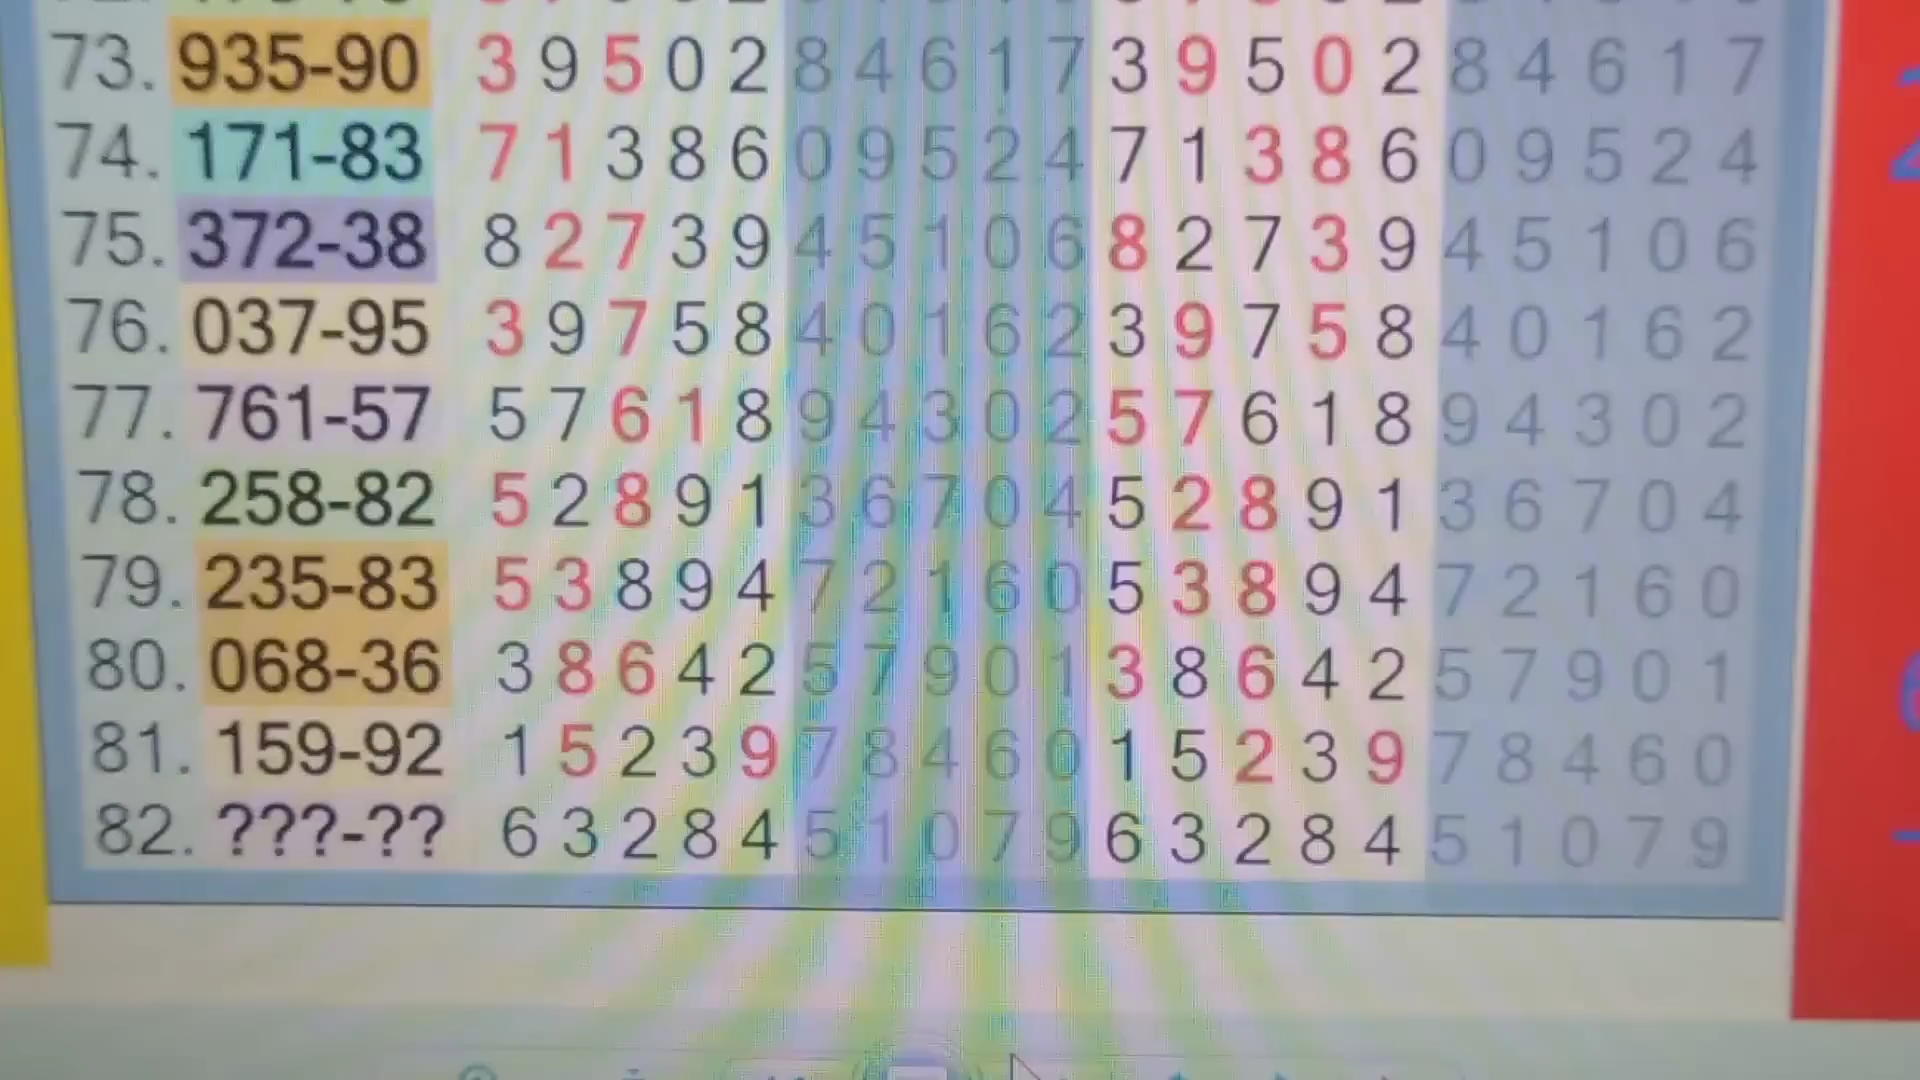 73. 935-90 3 9 5 0 2 8 4 6 1 7 3 9 5 0 2 8 4 6 1 7
74. 171-83 7 1 3 8 6 0 9 5 2 4 7 1 3 8 6 0 9 5 2 4
75. 372-38 8 2 7 3 9 4 5 1 0 6 8 2 7 3 9 4 5 1 0 6
76. 037-95 3 9 7 5 8 4 0 1 6 2 3 9 7 5 8 4 0 1 6 2
77. 761-57 5 7 6 1 8 9 4 3 0 2 5 7 6 1 8 9 4 3 0 2
78. 258-82 5 2 8 9 1 3 6 7 0 4 5 2 8 9 1 3 6 7 0 4
79. 235-83 5 3 8 9 4 7 2 1 6 0 5 3 8 9 4 7 2 1 6 0
80. 068-36 3 8 6 4 2 5 7 9 0 1 3 8 6 4 2 5 7 9 0 1
81. 159-92 1 5 2 3 9 7 8 4 6 0 1 5 2 3 9 7 8 4 6 0
82. ???-?? 6 3 2 8 4 5 1 0 7 9 6 3 2 8 4 5 1 0 7 9